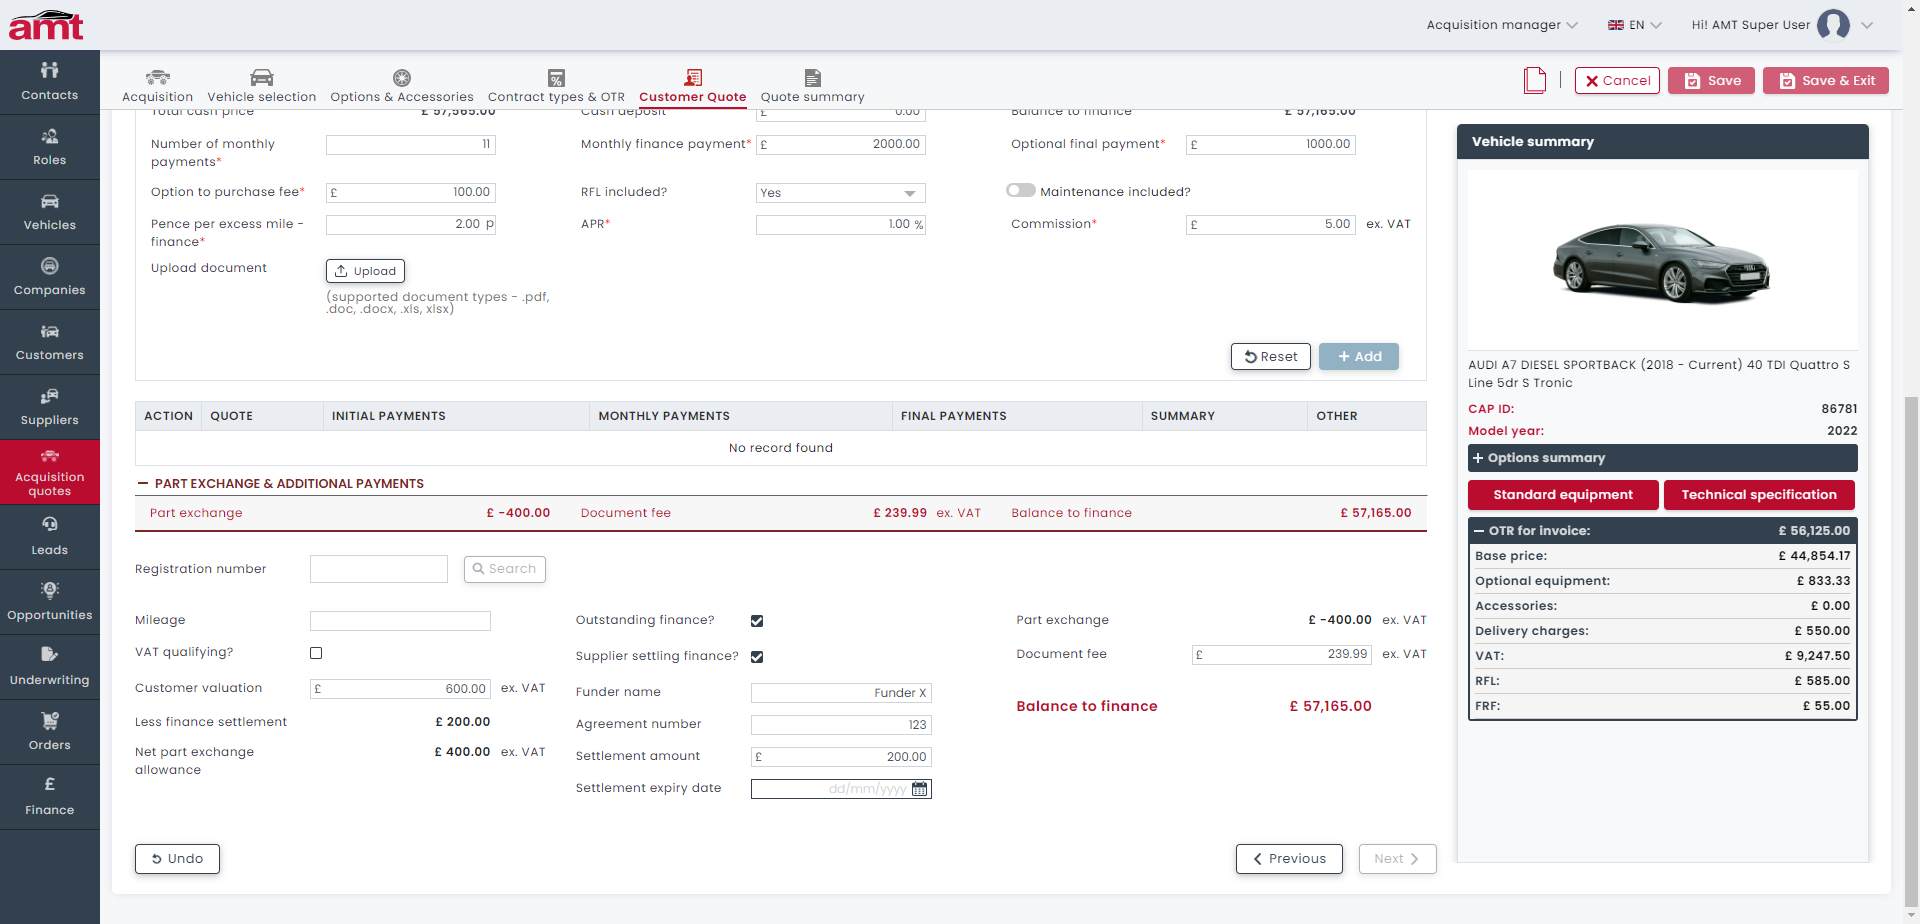 amt
Acquisition manager
EN
Hi! AMT Super User
Contacts
Roles
Vehicles
Companies
Customers
Suppliers
Acquisition
quotes
Leads
Opportunities
Underwriting
Orders
£
Finance
Acquisition
Vehicle selection
Options & Accessories
Contract types & OTR
Customer Quote
Quote summary
Cancel
Save
Save & Exit
Total cash price
£ 57,565.00
Cash deposit
£ 0.00
Balance to finance
£ 57,165.00
Number of monthly
payments*
11
Monthly finance payment*
£ 2000.00
Optional final payment*
£ 1000.00
Option to purchase fee*
£ 100.00
RFL included?
Yes
Maintenance included?
Pence per excess mile -
finance*
2.00 p
APR*
1.00 %
Commission*
£ 5.00 ex. VAT
Upload document
Upload
(supported document types - .pdf,
.doc, .docx, .xls, xlsx)
Reset
+ Add
ACTION QUOTE INITIAL PAYMENTS MONTHLY PAYMENTS FINAL PAYMENTS SUMMARY OTHER
No record found
PART EXCHANGE & ADDITIONAL PAYMENTS
Part exchange £ -400.00 Document fee £ 239.99 ex. VAT Balance to finance £ 57,165.00
Registration number
Search
Mileage
VAT qualifying?
Customer valuation
£ 600.00 ex. VAT
Less finance settlement
£ 200.00
Net part exchange
allowance
£ 400.00 ex. VAT
Outstanding finance?
Supplier settling finance?
Funder name
Funder X
Agreement number
123
Settlement amount
£ 200.00
Settlement expiry date
dd/mm/yyyy
Part exchange
£ -400.00 ex. VAT
Document fee
£ 239.99 ex. VAT
Balance to finance
£ 57,165.00
Undo
Previous
Next
Vehicle summary
AUDI A7 DIESEL SPORTBACK (2018 - Current) 40 TDI Quattro S
Line 5dr S Tronic
CAP ID: 86781
Model year: 2022
+ Options summary
Standard equipment
Technical specification
OTR for invoice: £ 56,125.00
Base price: £ 44,854.17
Optional equipment: £ 833.33
Accessories: £ 0.00
Delivery charges: £ 550.00
VAT: £ 9,247.50
RFL: £ 585.00
FRF: £ 55.00